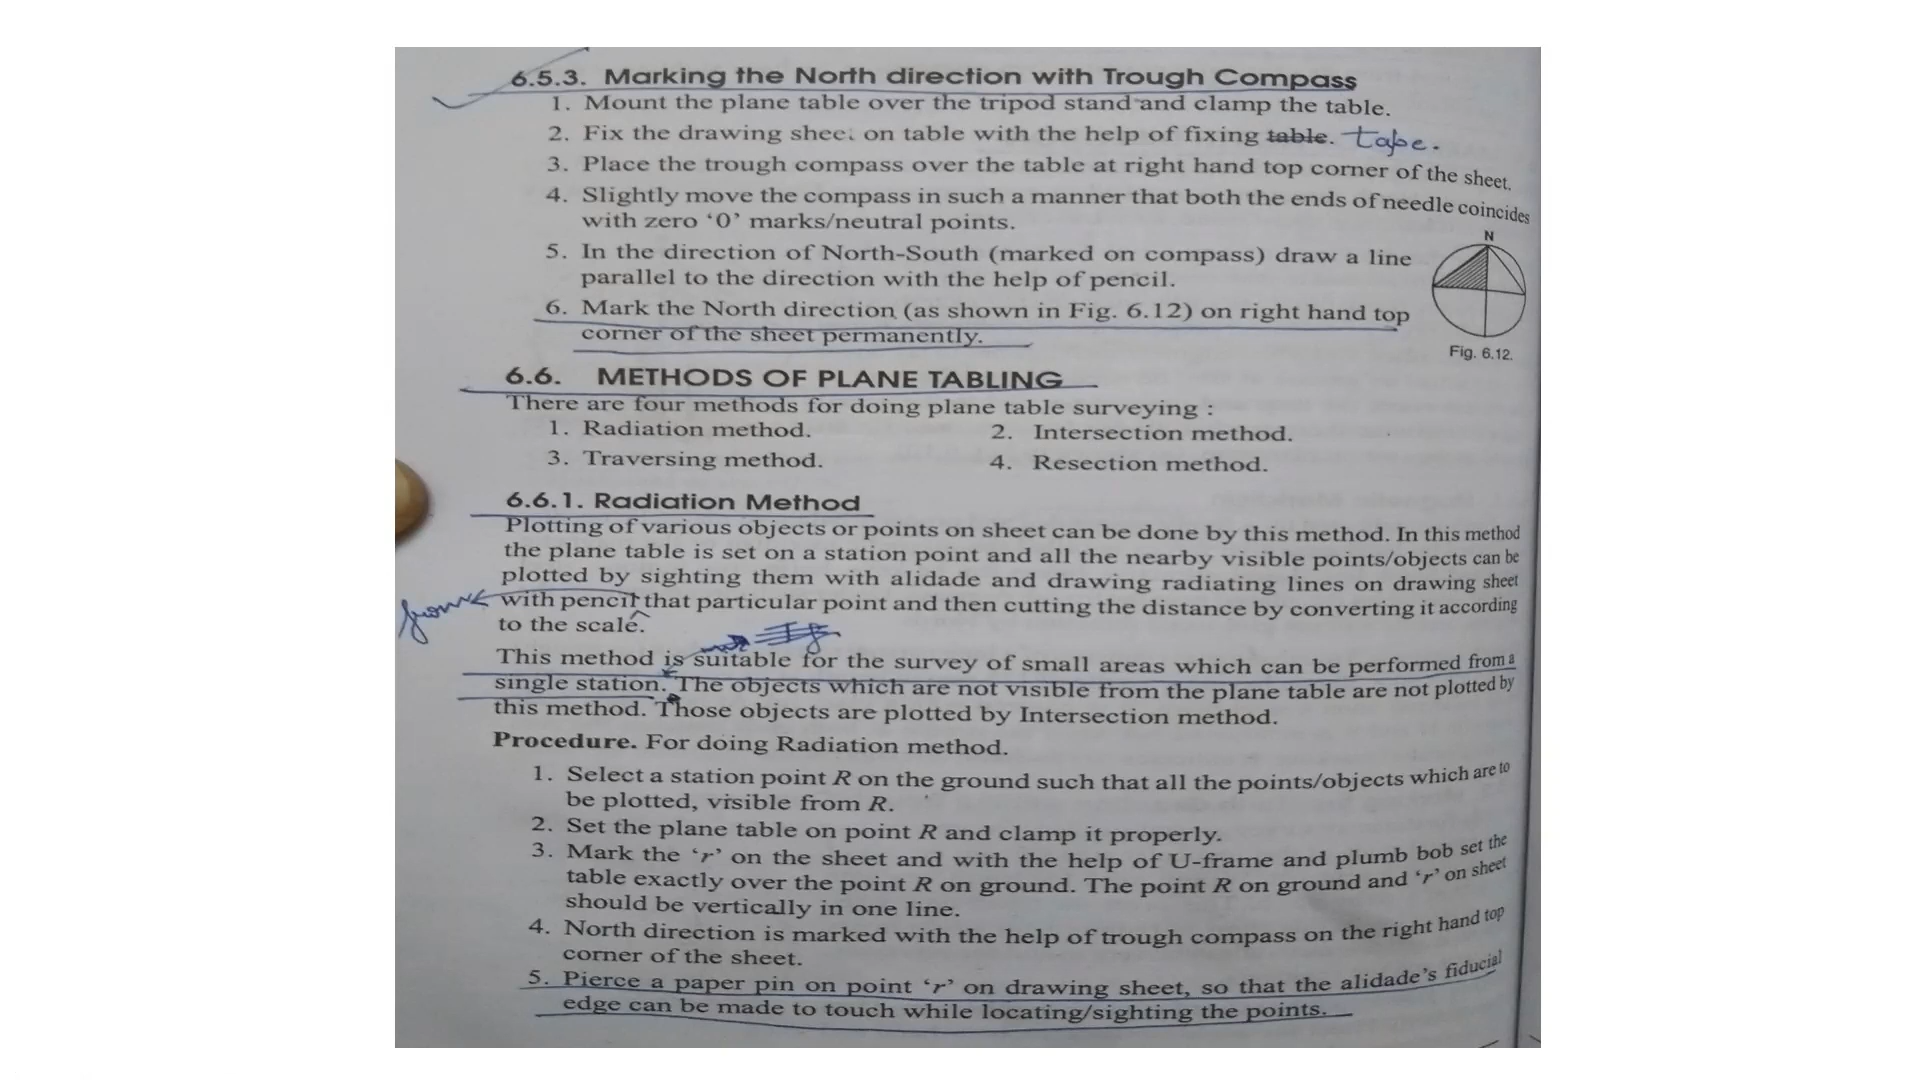 6.5.3. Marking the North direction with Trough Compass
1. Mount the plane table over the tripod stand and clamp the table.
2. Fix the drawing sheet on table with the help of fixing table. tape.
3. Place the trough compass over the table at right hand top corner of the sheet.
4. Slightly move the compass in such a manner that both the ends of needle coincides
with zero ‘0’ marks/neutral points.
5. In the direction of North-South (marked on compass) draw a line
parallel to the direction with the help of pencil.
6. Mark the North direction (as shown in Fig. 6.12) on right hand top
corner of the sheet permanently.
N
Fig. 6.12.
6.6. METHODS OF PLANE TABLING
There are four methods for doing plane table surveying :
1. Radiation method. 2. Intersection method.
3. Traversing method. 4. Resection method.
6.6.1. Radiation Method
Plotting of various objects or points on sheet can be done by this method. In this method
the plane table is set on a station point and all the nearby visible points/objects can be
plotted by sighting them with alidade and drawing radiating lines on drawing sheet
from
with pencil that particular point and then cutting the distance by converting it according
to the scale.
This method is suitable for the survey of small areas which can be performed from a
single station. The objects which are not visible from the plane table are not plotted by
this method. Those objects are plotted by Intersection method.
Procedure. For doing Radiation method.
1. Select a station point R on the ground such that all the points/objects which are to
be plotted, visible from R.
2. Set the plane table on point R and clamp it properly.
3. Mark the ‘r’ on the sheet and with the help of U-frame and plumb bob set the
table exactly over the point R on ground. The point R on ground and ‘r’ on sheet
should be vertically in one line.
4. North direction is marked with the help of trough compass on the right hand top
corner of the sheet.
5. Pierce a paper pin on point ‘r’ on drawing sheet, so that the alidade’s fiducial
edge can be made to touch while locating/sighting the points.